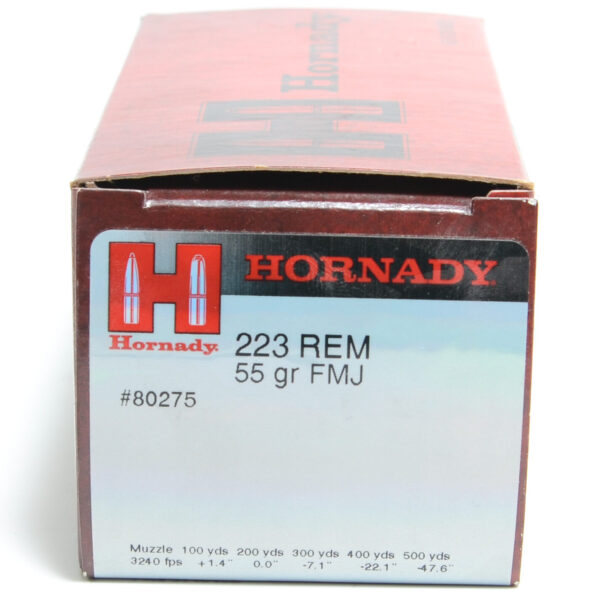 Hornady
HORNADY
Hornady
223 REM
55 gr FMJ
#80275
Muzzle 100 yds 200 yds 300 yds 400 yds 500 yds
3240 fps +1.4" 0.0" -7.1" -22.1" -47.6"